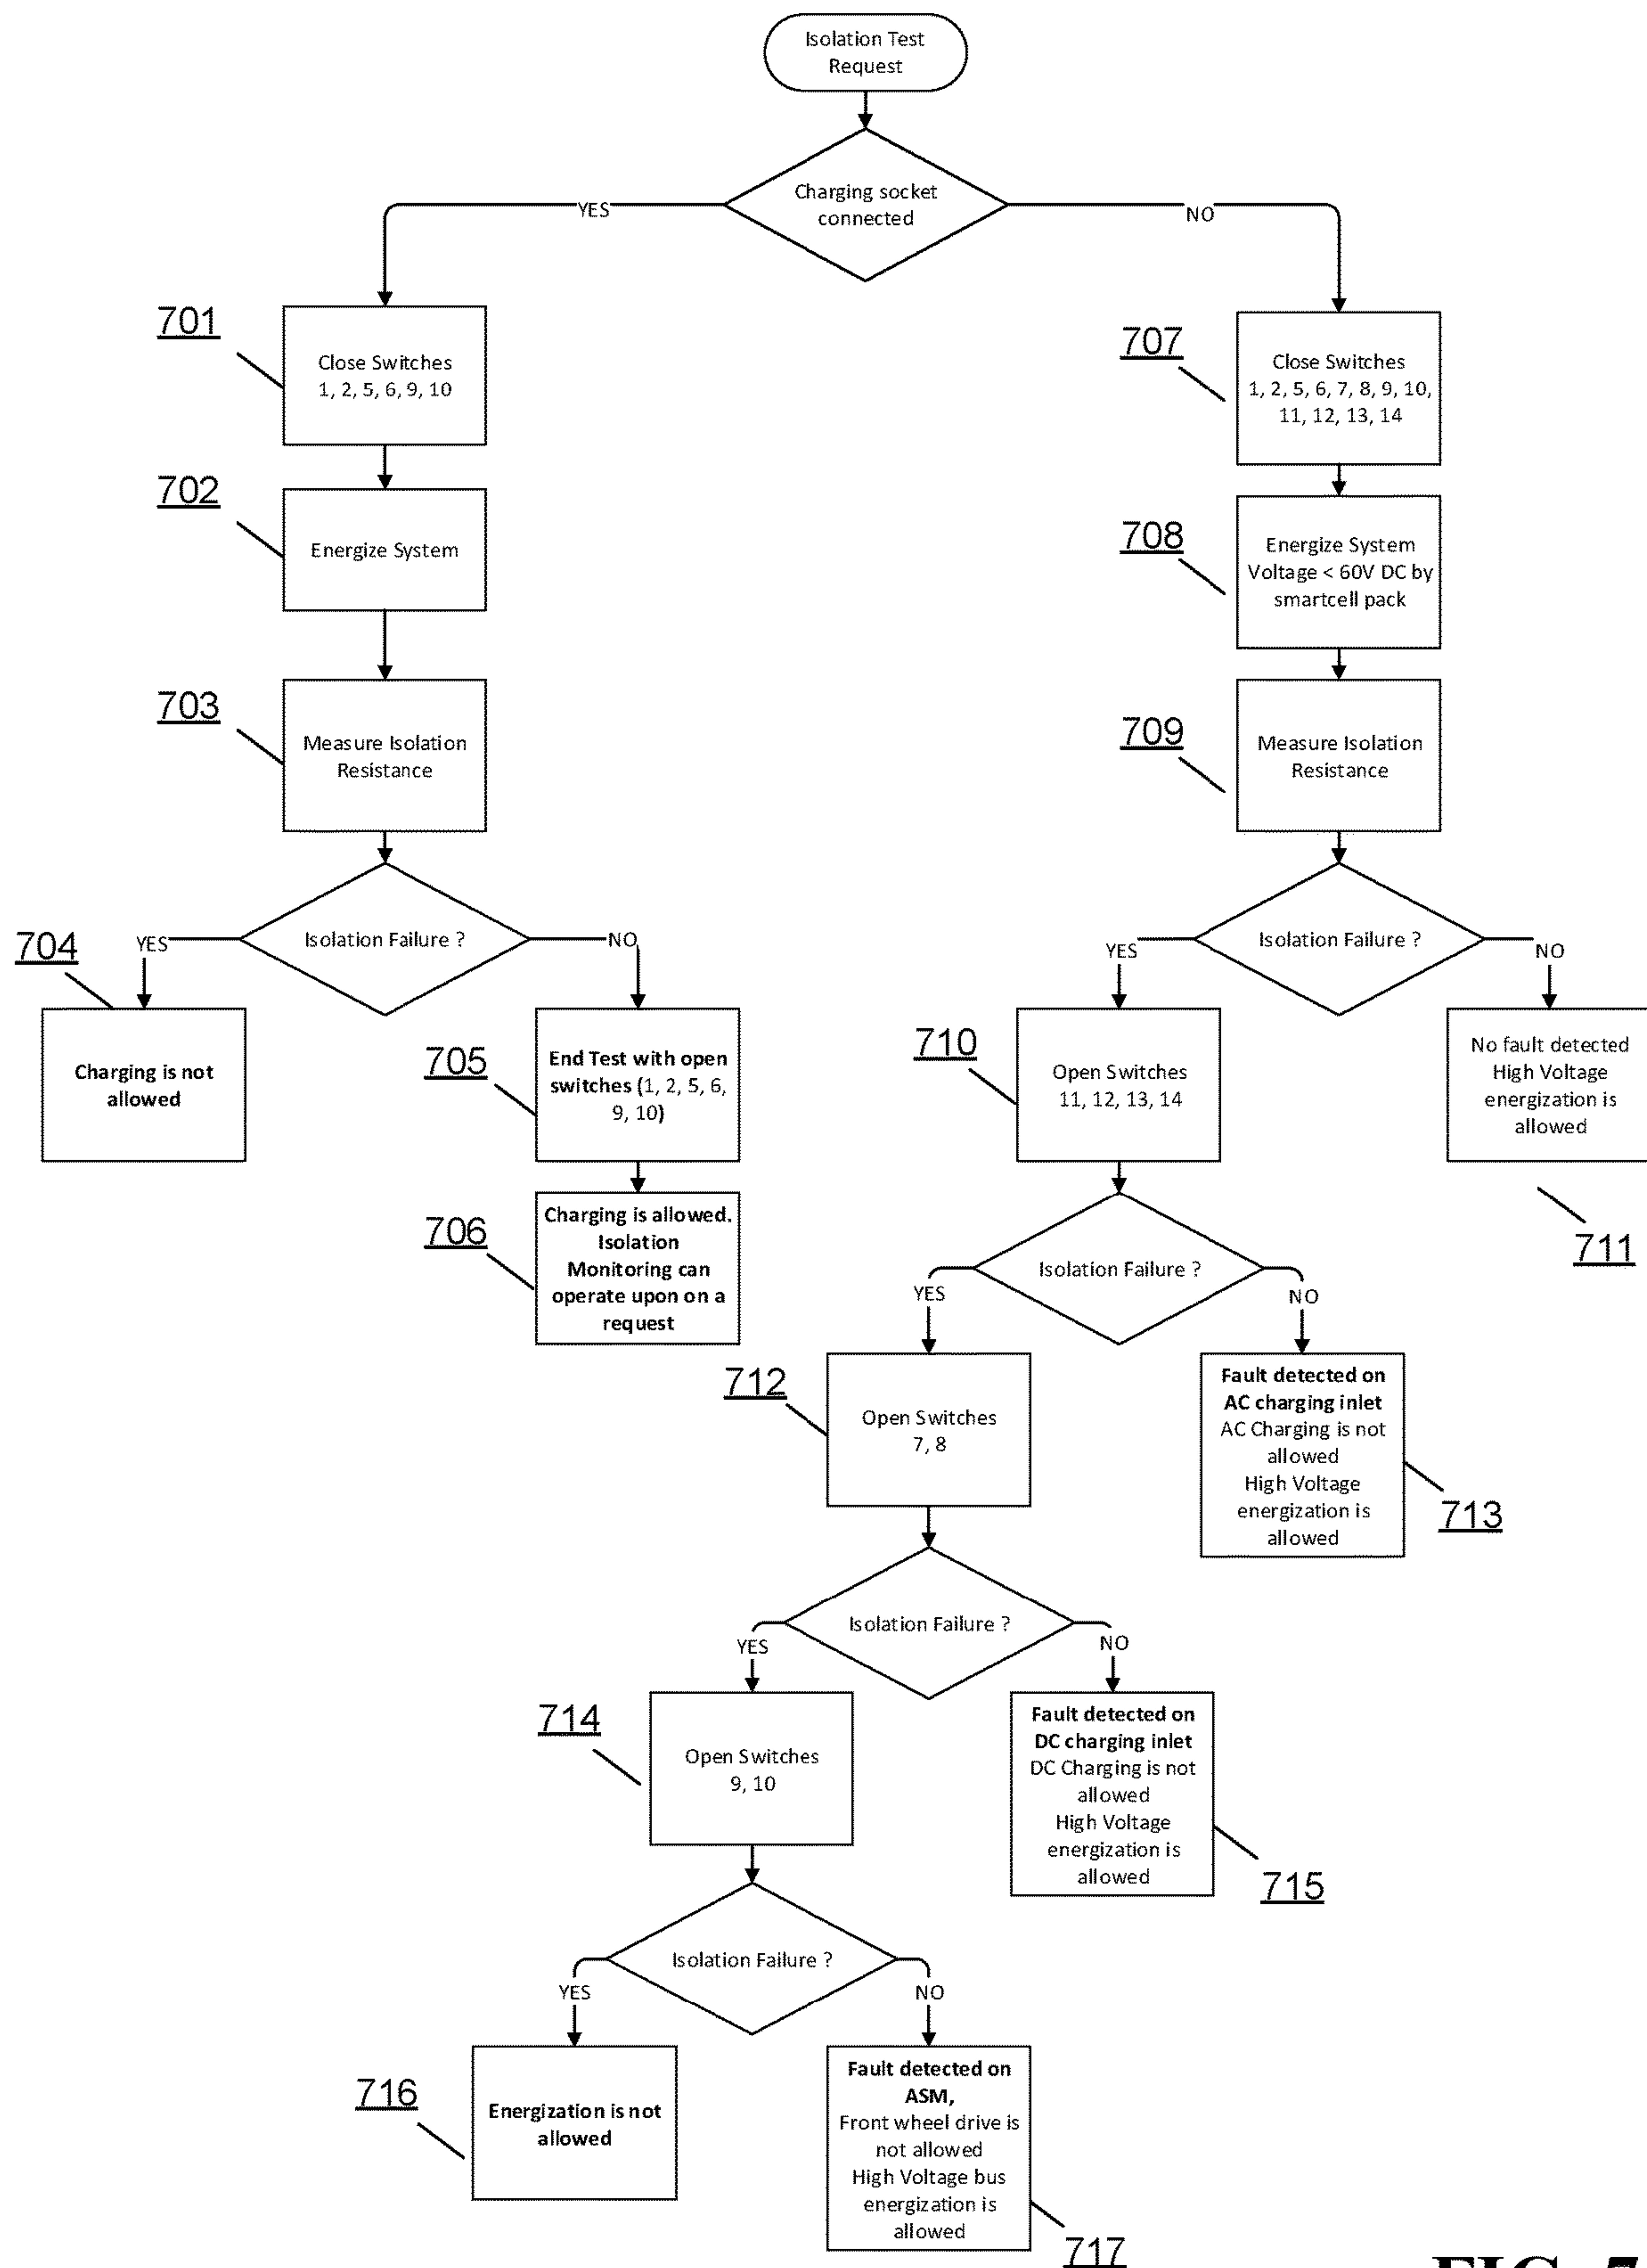 Isolation Test
Request
Charging socket
connected
YES
NO
701
Close Switches
1, 2, 5, 6, 9, 10
707
Close Switches
1, 2, 5, 6, 7, 8, 9, 10,
11, 12, 13, 14
702
Energize System
708
Energize System
Voltage < 60V DC by
smartcell pack
703
Measure Isolation
Resistance
709
Measure Isolation
Resistance
Isolation Failure ?
YES
NO
Isolation Failure ?
YES
NO
704
Charging is not
allowed
705
End Test with open
switches (1, 2, 5, 6,
9, 10)
710
Open Switches
11, 12, 13, 14
No fault detected
High Voltage
energization is
allowed
711
706
Charging is allowed.
Isolation
Monitoring can
operate upon on a
request
Isolation Failure ?
YES
NO
712
Open Switches
7, 8
Fault detected on
AC charging inlet
AC Charging is not
allowed
High Voltage
energization is
allowed
713
Isolation Failure ?
YES
NO
714
Open Switches
9, 10
Fault detected on
DC charging inlet
DC Charging is not
allowed
High Voltage
energization is
allowed
715
Isolation Failure ?
YES
NO
716
Energization is not
allowed
Fault detected on
ASM,
Front wheel drive is
not allowed
High Voltage bus
energization is
allowed
717
FIG. 7